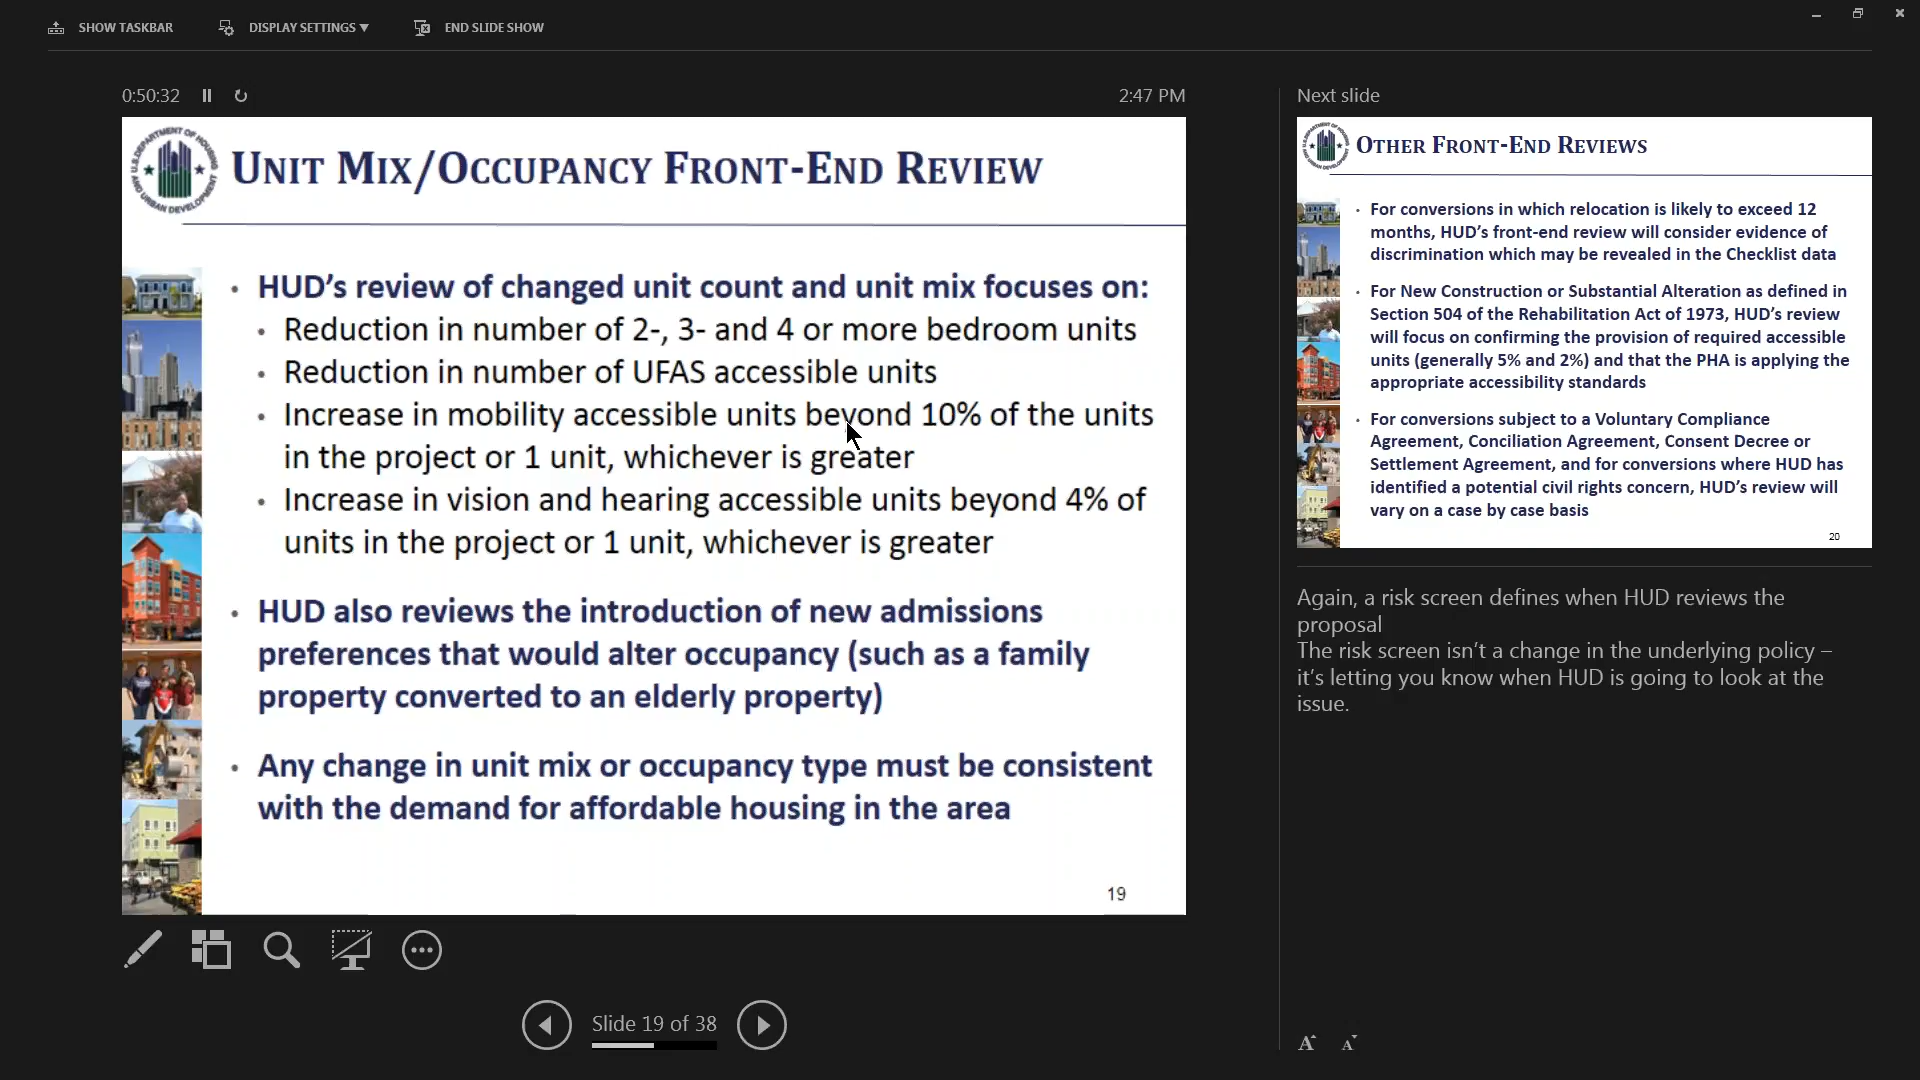 SHOW TASKBAR
DISPLAY SETTINGS ▼
END SLIDE SHOW
0:50:32
2:47 PM
U.S. DEPARTMENT OF HOUSING AND URBAN DEVELOPMENT
UNIT MIX/OCCUPANCY FRONT-END REVIEW
• HUD’s review of changed unit count and unit mix focuses on:
• Reduction in number of 2-, 3- and 4 or more bedroom units
• Reduction in number of UFAS accessible units
• Increase in mobility accessible units beyond 10% of the units
in the project or 1 unit, whichever is greater
• Increase in vision and hearing accessible units beyond 4% of
units in the project or 1 unit, whichever is greater
• HUD also reviews the introduction of new admissions
preferences that would alter occupancy (such as a family
property converted to an elderly property)
• Any change in unit mix or occupancy type must be consistent
with the demand for affordable housing in the area
19
Slide 19 of 38
Next slide
U.S. DEPARTMENT OF HOUSING AND URBAN DEVELOPMENT
OTHER FRONT-END REVIEWS
• For conversions in which relocation is likely to exceed 12
months, HUD’s front-end review will consider evidence of
discrimination which may be revealed in the Checklist data
• For New Construction or Substantial Alteration as defined in
Section 504 of the Rehabilitation Act of 1973, HUD’s review
will focus on confirming the provision of required accessible
units (generally 5% and 2%) and that the PHA is applying the
appropriate accessibility standards
• For conversions subject to a Voluntary Compliance
Agreement, Conciliation Agreement, Consent Decree or
Settlement Agreement, and for conversions where HUD has
identified a potential civil rights concern, HUD’s review will
vary on a case by case basis
20
Again, a risk screen defines when HUD reviews the
proposal
The risk screen isn’t a change in the underlying policy –
it’s letting you know when HUD is going to look at the
issue.
A A